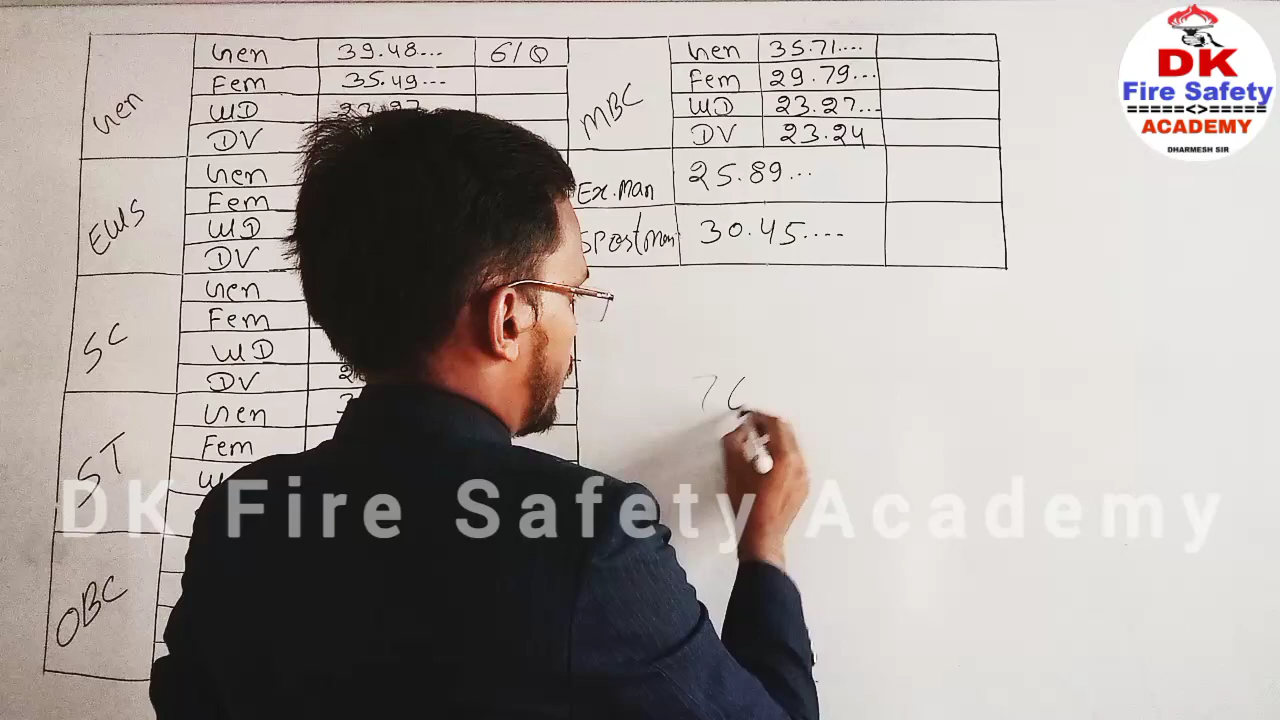 Gen Gen 39.48... 6/Q
Fem 35.49...
WD 23.27
DV
EWS Gen
Fem
WD
DV
SC Gen
Fem
WD
DV
ST Gen
Fem
OBC
MBC Gen 35.71....
Fem 29.79...
WD 23.27...
DV 23.24
Ex.Man 25.89...
SPortMan 30.45....
DK
Fire Safety
=====<>=====
ACADEMY
DHARMESH SIR
DK Fire Safety Academy